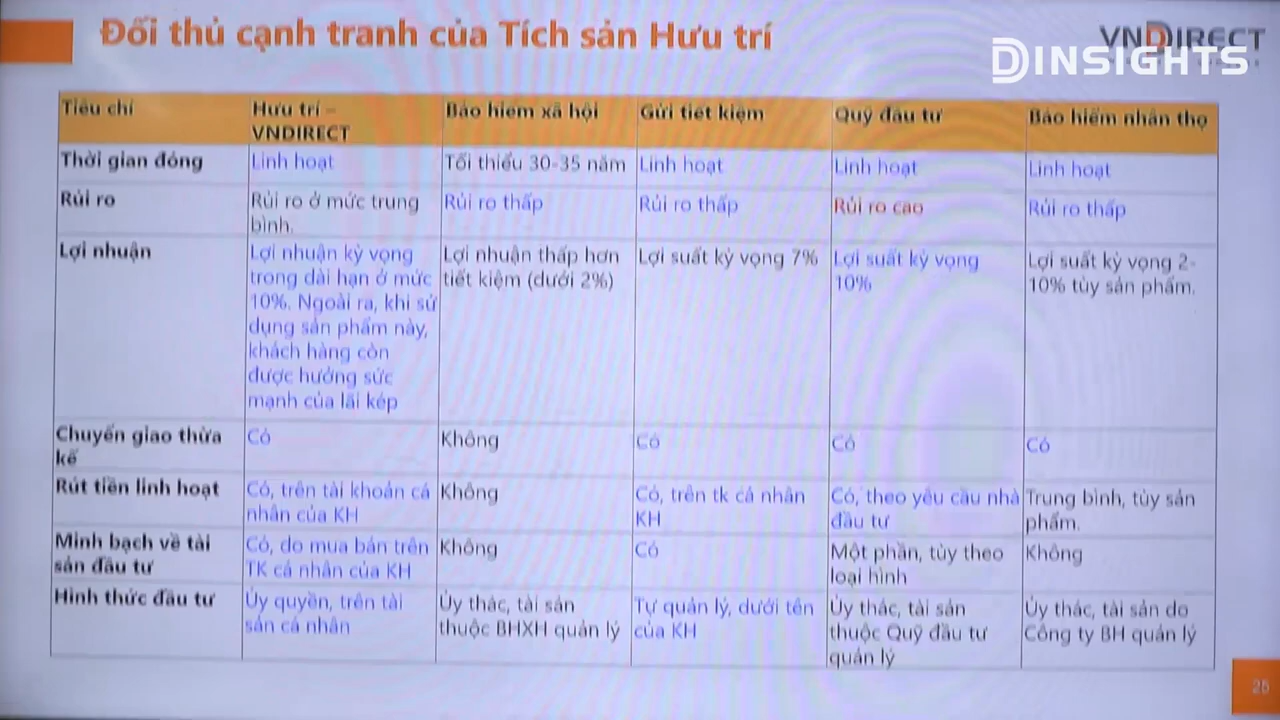 Đối thủ cạnh tranh của Tích sản Hưu trí
VNDIRECT
DINSIGHTS
Tiêu chí
Hưu trí –
VNDIRECT
Bảo hiểm xã hội
Gửi tiết kiệm
Quỹ đầu tư
Bảo hiểm nhân thọ
Thời gian đóng
Linh hoạt
Tối thiểu 30-35 năm
Linh hoạt
Linh hoạt
Linh hoạt
Rủi ro
Rủi ro ở mức trung
bình.
Rủi ro thấp
Rủi ro thấp
Rủi ro cao
Rủi ro thấp
Lợi nhuận
Lợi nhuận kỳ vọng
trong dài hạn ở mức
10%. Ngoài ra, khi sử
dụng sản phẩm này,
khách hàng còn
được hưởng sức
mạnh của lãi kép
Lợi nhuận thấp hơn
tiết kiệm (dưới 2%)
Lợi suất kỳ vọng 7%
Lợi suất kỳ vọng
10%
Lợi suất kỳ vọng 2-
10% tùy sản phẩm.
Chuyển giao thừa
kế
Có
Không
Có
Có
Có
Rút tiền linh hoạt
Có, trên tài khoản cá
nhân của KH
Không
Có, trên tk cá nhân
KH
Có, theo yêu cầu nhà
đầu tư
Trung bình, tùy sản
phẩm.
Minh bạch về tài
sản đầu tư
Có, do mua bán trên
TK cá nhân của KH
Không
Có
Một phần, tùy theo
loại hình
Không
Hình thức đầu tư
Ủy quyền, trên tài
sản cá nhân
Ủy thác, tài sản
thuộc BHXH quản lý
Tự quản lý, dưới tên
của KH
Ủy thác, tài sản
thuộc Quỹ đầu tư
quản lý
Ủy thác, tài sản do
Công ty BH quản lý
25